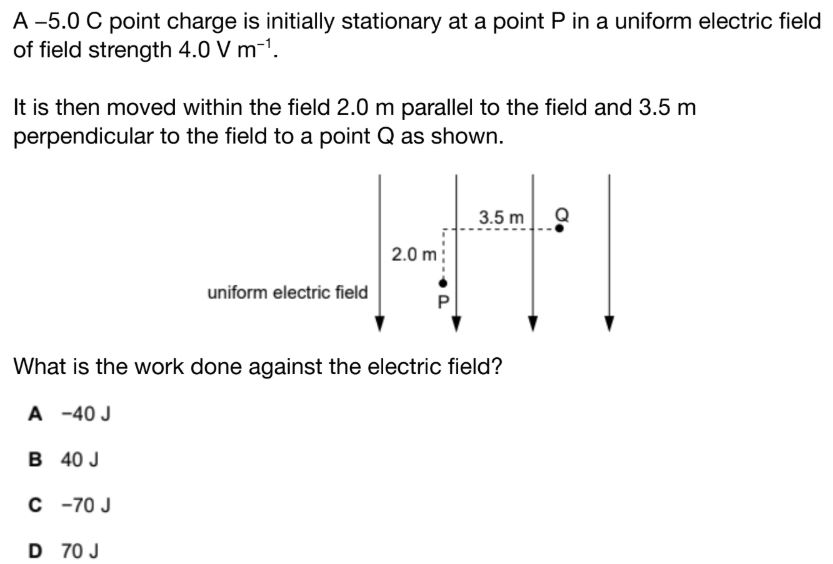 A –5.0 C point charge is initially stationary at a point P in a uniform electric field
of field strength 4.0 V m⁻¹.
It is then moved within the field 2.0 m parallel to the field and 3.5 m
perpendicular to the field to a point Q as shown.
3.5 m
Q
2.0 m
uniform electric field
P
What is the work done against the electric field?
A –40 J
B 40 J
C –70 J
D 70 J